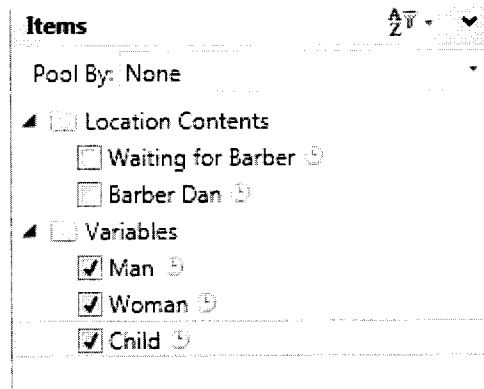 Items
Pool By: None
Location Contents
Waiting for Barber
Barber Dan
Variables
Man
Woman
Child